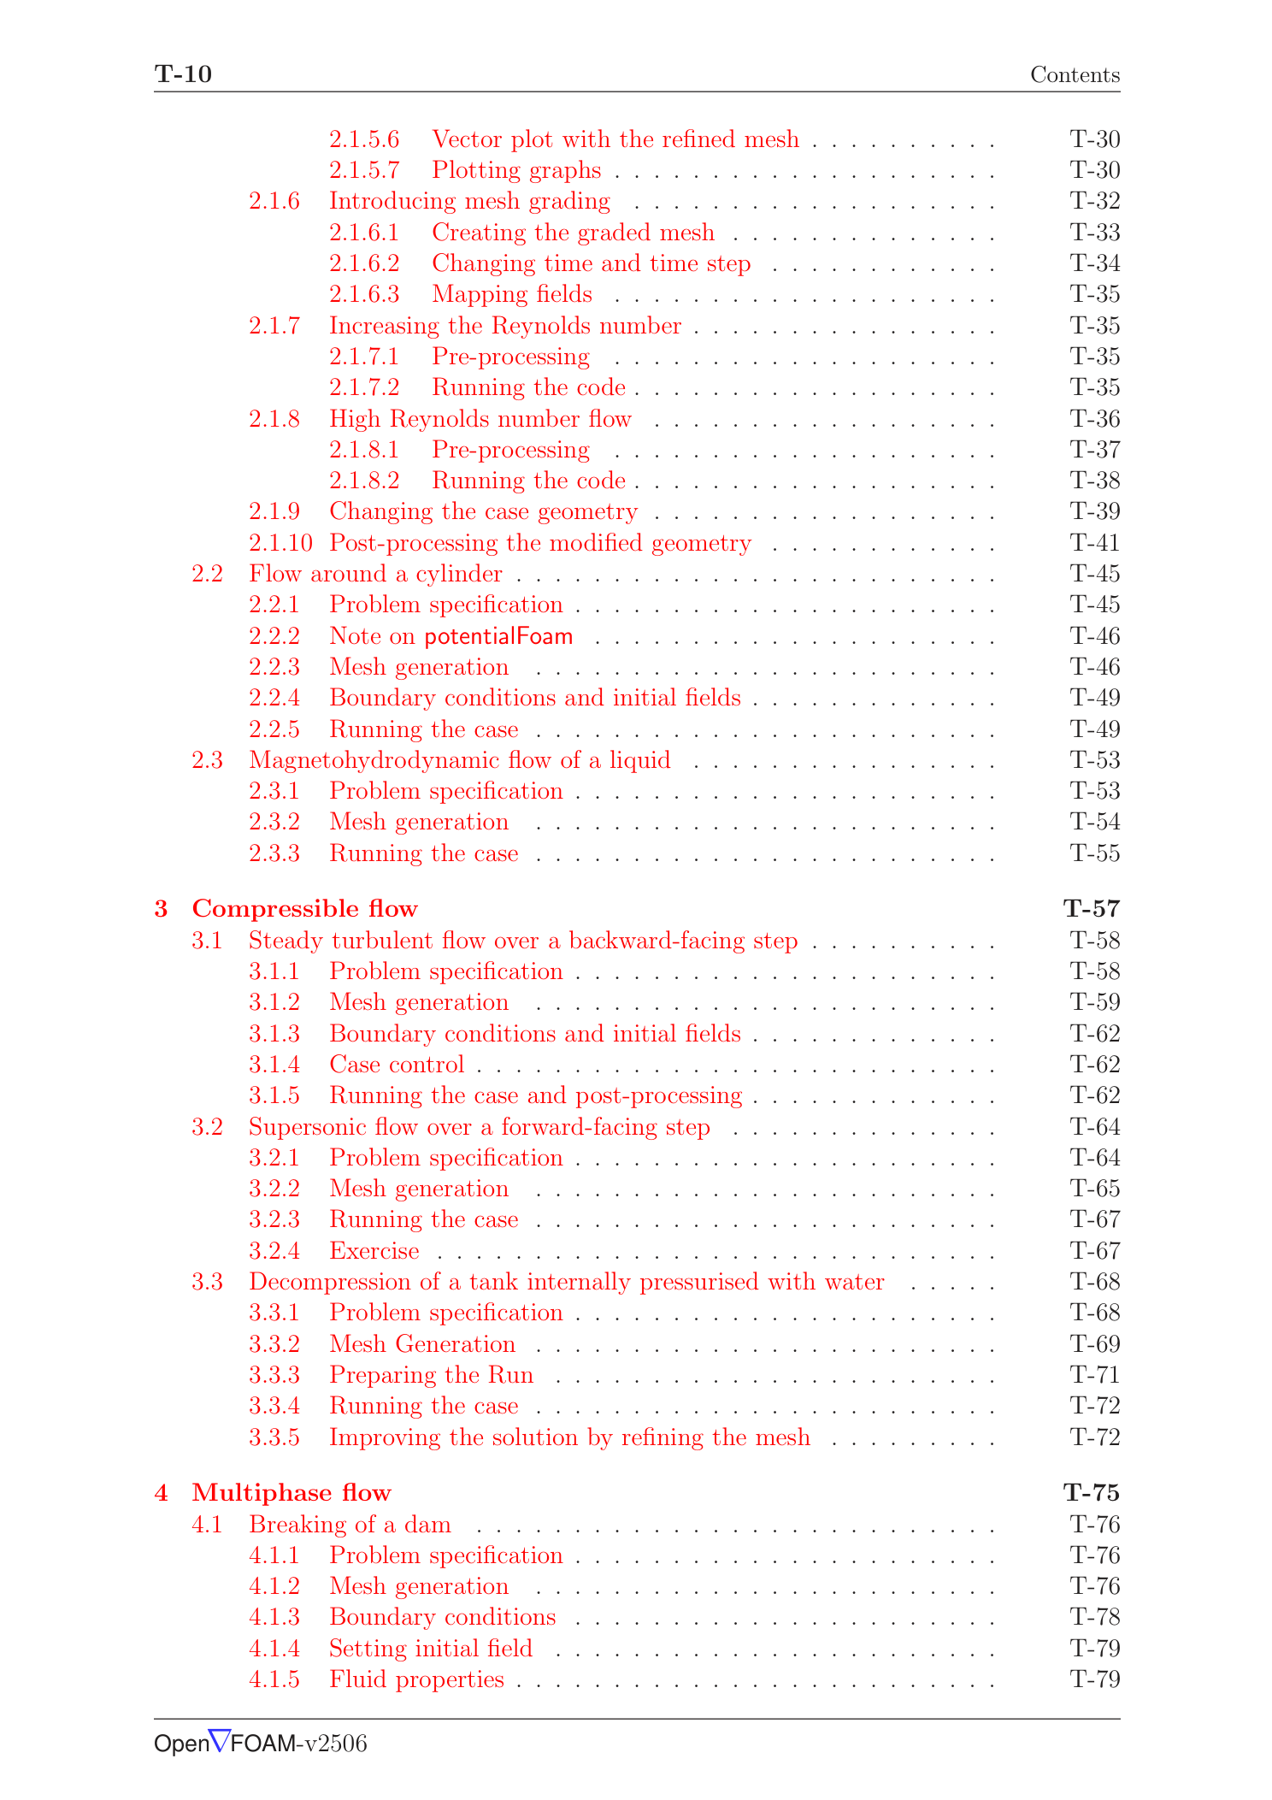 T-10 Contents
2.1.5.6 Vector plot with the refined mesh . . . . . . . . . . T-30
2.1.5.7 Plotting graphs . . . . . . . . . . . . . . . . . . . . T-30
2.1.6 Introducing mesh grading . . . . . . . . . . . . . . . . . . . T-32
2.1.6.1 Creating the graded mesh . . . . . . . . . . . . . . T-33
2.1.6.2 Changing time and time step . . . . . . . . . . . . T-34
2.1.6.3 Mapping fields . . . . . . . . . . . . . . . . . . . . T-35
2.1.7 Increasing the Reynolds number . . . . . . . . . . . . . . . . T-35
2.1.7.1 Pre-processing . . . . . . . . . . . . . . . . . . . . T-35
2.1.7.2 Running the code . . . . . . . . . . . . . . . . . . . T-35
2.1.8 High Reynolds number flow . . . . . . . . . . . . . . . . . . T-36
2.1.8.1 Pre-processing . . . . . . . . . . . . . . . . . . . . T-37
2.1.8.2 Running the code . . . . . . . . . . . . . . . . . . . T-38
2.1.9 Changing the case geometry . . . . . . . . . . . . . . . . . . T-39
2.1.10 Post-processing the modified geometry . . . . . . . . . . . . T-41
2.2 Flow around a cylinder . . . . . . . . . . . . . . . . . . . . . . . . . T-45
2.2.1 Problem specification . . . . . . . . . . . . . . . . . . . . . . T-45
2.2.2 Note on potentialFoam . . . . . . . . . . . . . . . . . . . . . T-46
2.2.3 Mesh generation . . . . . . . . . . . . . . . . . . . . . . . . T-46
2.2.4 Boundary conditions and initial fields . . . . . . . . . . . . . T-49
2.2.5 Running the case . . . . . . . . . . . . . . . . . . . . . . . . T-49
2.3 Magnetohydrodynamic flow of a liquid . . . . . . . . . . . . . . . . T-53
2.3.1 Problem specification . . . . . . . . . . . . . . . . . . . . . . T-53
2.3.2 Mesh generation . . . . . . . . . . . . . . . . . . . . . . . . T-54
2.3.3 Running the case . . . . . . . . . . . . . . . . . . . . . . . . T-55
3 Compressible flow T-57
3.1 Steady turbulent flow over a backward-facing step . . . . . . . . . . T-58
3.1.1 Problem specification . . . . . . . . . . . . . . . . . . . . . . T-58
3.1.2 Mesh generation . . . . . . . . . . . . . . . . . . . . . . . . T-59
3.1.3 Boundary conditions and initial fields . . . . . . . . . . . . . T-62
3.1.4 Case control . . . . . . . . . . . . . . . . . . . . . . . . . . . T-62
3.1.5 Running the case and post-processing . . . . . . . . . . . . . T-62
3.2 Supersonic flow over a forward-facing step . . . . . . . . . . . . . . T-64
3.2.1 Problem specification . . . . . . . . . . . . . . . . . . . . . . T-64
3.2.2 Mesh generation . . . . . . . . . . . . . . . . . . . . . . . . T-65
3.2.3 Running the case . . . . . . . . . . . . . . . . . . . . . . . . T-67
3.2.4 Exercise . . . . . . . . . . . . . . . . . . . . . . . . . . . . . T-67
3.3 Decompression of a tank internally pressurised with water . . . . . T-68
3.3.1 Problem specification . . . . . . . . . . . . . . . . . . . . . . T-68
3.3.2 Mesh Generation . . . . . . . . . . . . . . . . . . . . . . . . T-69
3.3.3 Preparing the Run . . . . . . . . . . . . . . . . . . . . . . . T-71
3.3.4 Running the case . . . . . . . . . . . . . . . . . . . . . . . . T-72
3.3.5 Improving the solution by refining the mesh . . . . . . . . . T-72
4 Multiphase flow T-75
4.1 Breaking of a dam . . . . . . . . . . . . . . . . . . . . . . . . . . . T-76
4.1.1 Problem specification . . . . . . . . . . . . . . . . . . . . . . T-76
4.1.2 Mesh generation . . . . . . . . . . . . . . . . . . . . . . . . T-76
4.1.3 Boundary conditions . . . . . . . . . . . . . . . . . . . . . . T-78
4.1.4 Setting initial field . . . . . . . . . . . . . . . . . . . . . . . T-79
4.1.5 Fluid properties . . . . . . . . . . . . . . . . . . . . . . . . . T-79
Open∇FOAM-v2506